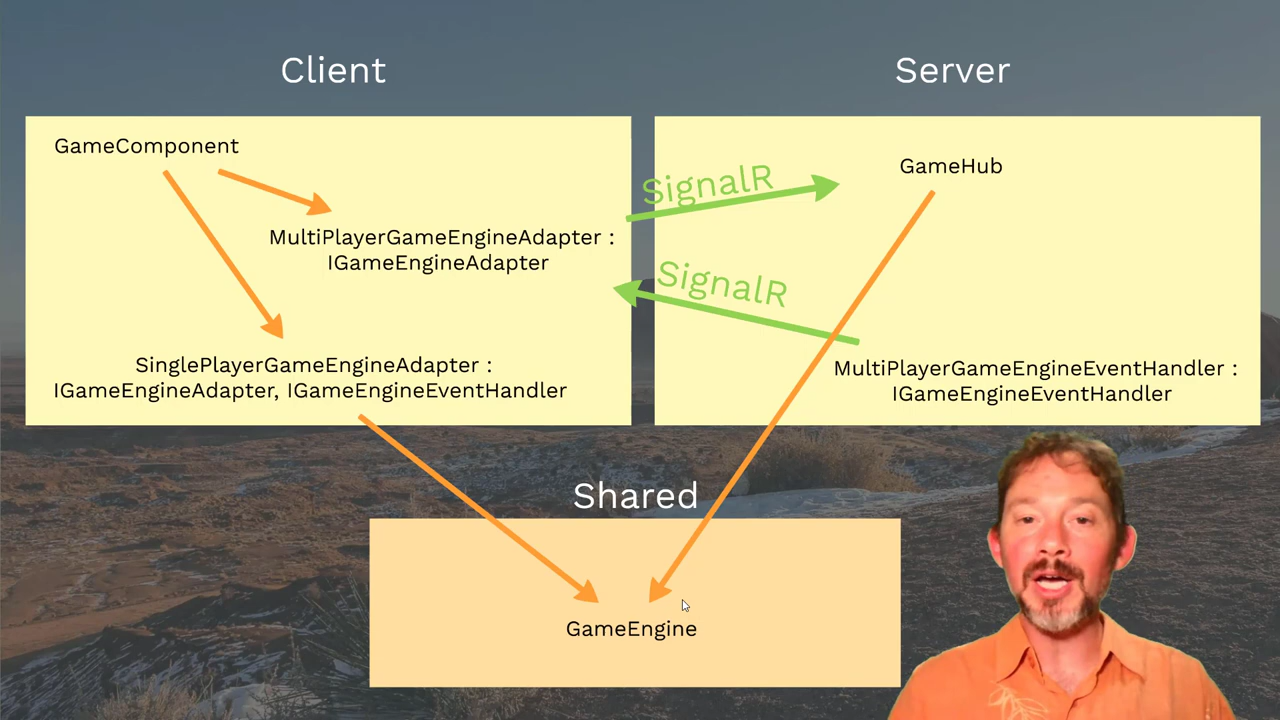 Client
Server
GameComponent
GameHub
SignalR
MultiPlayerGameEngineAdapter :
IGameEngineAdapter
SignalR
SinglePlayerGameEngineAdapter :
IGameEngineAdapter, IGameEngineEventHandler
MultiPlayerGameEngineEventHandler :
IGameEngineEventHandler
Shared
GameEngine